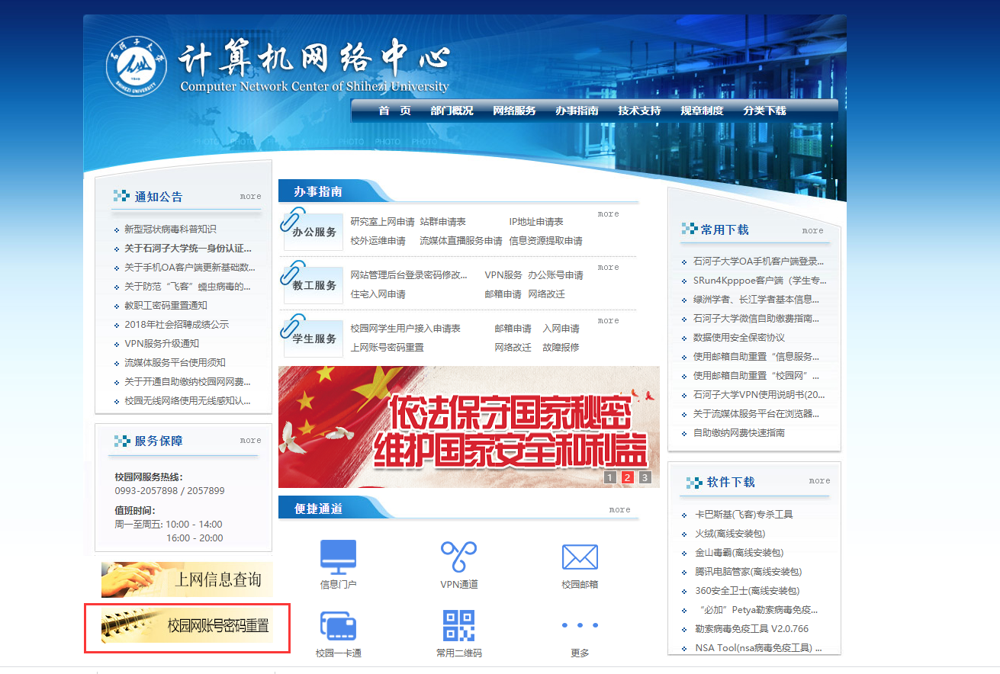 石河子大学
SHIHEZI UNIVERSITY
计算机网络中心
Computer Network Center of Shihezi University
首 页 部门概况 网络服务 办事指南 技术支持 规章制度 分类下载
PHOTO PHOTO PHOTO
通知公告 more
新型冠状病毒科普知识
关于石河子大学统一身份认证...
关于手机OA客户端更新基础数...
关于防范“飞客”蠕虫病毒的...
教职工密码重置通知
2018年社会招聘成绩公示
VPN服务升级通知
流媒体服务平台使用须知
关于开通自助缴纳校园网网费...
校园无线网络使用无线感知认...
服务保障 more
校园网服务热线：
0993-2057898 / 2057899
值班时间：
周一至周五: 10:00 - 14:00
16:00 - 20:00
上网信息查询
校园网账号密码重置
办事指南
办公服务
more
研究室上网申请 站群申请表 IP地址申请表
校外运维申请 流媒体直播服务申请 信息资源提取申请
教工服务
more
网站管理后台登录密码修改... VPN服务 办公账号申请
住宅入网申请 邮箱申请 网络改迁
学生服务
more
校园网学生用户接入申请表 邮箱申请 入网申请
上网账号密码重置 网络改迁 故障报修
依法保守国家秘密
维护国家安全和利益
1 2 3
便捷通道 more
信息门户 VPN通道 校园邮箱
校园一卡通 常用二维码 更多
常用下载 more
石河子大学OA手机客户端登录...
SRun4Kpppoe客户端（学生专...
绿洲学者、长江学者基本信息...
石河子大学微信自助缴费指南...
数据使用安全保密协议
使用邮箱自助重置“信息服务...
使用邮箱自助重置“校园网”...
石河子大学VPN使用说明书(20...
关于流媒体服务平台在浏览器...
自助缴纳网费快速指南
软件下载 more
卡巴斯基(飞客)专杀工具
火绒(离线安装包)
金山毒霸(离线安装包)
腾讯电脑管家(离线安装包)
360安全卫士(离线安装包)
“必加”Petya勒索病毒免疫...
勒索病毒免疫工具 V2.0.766
NSA Tool(nsa病毒免疫工具) ...